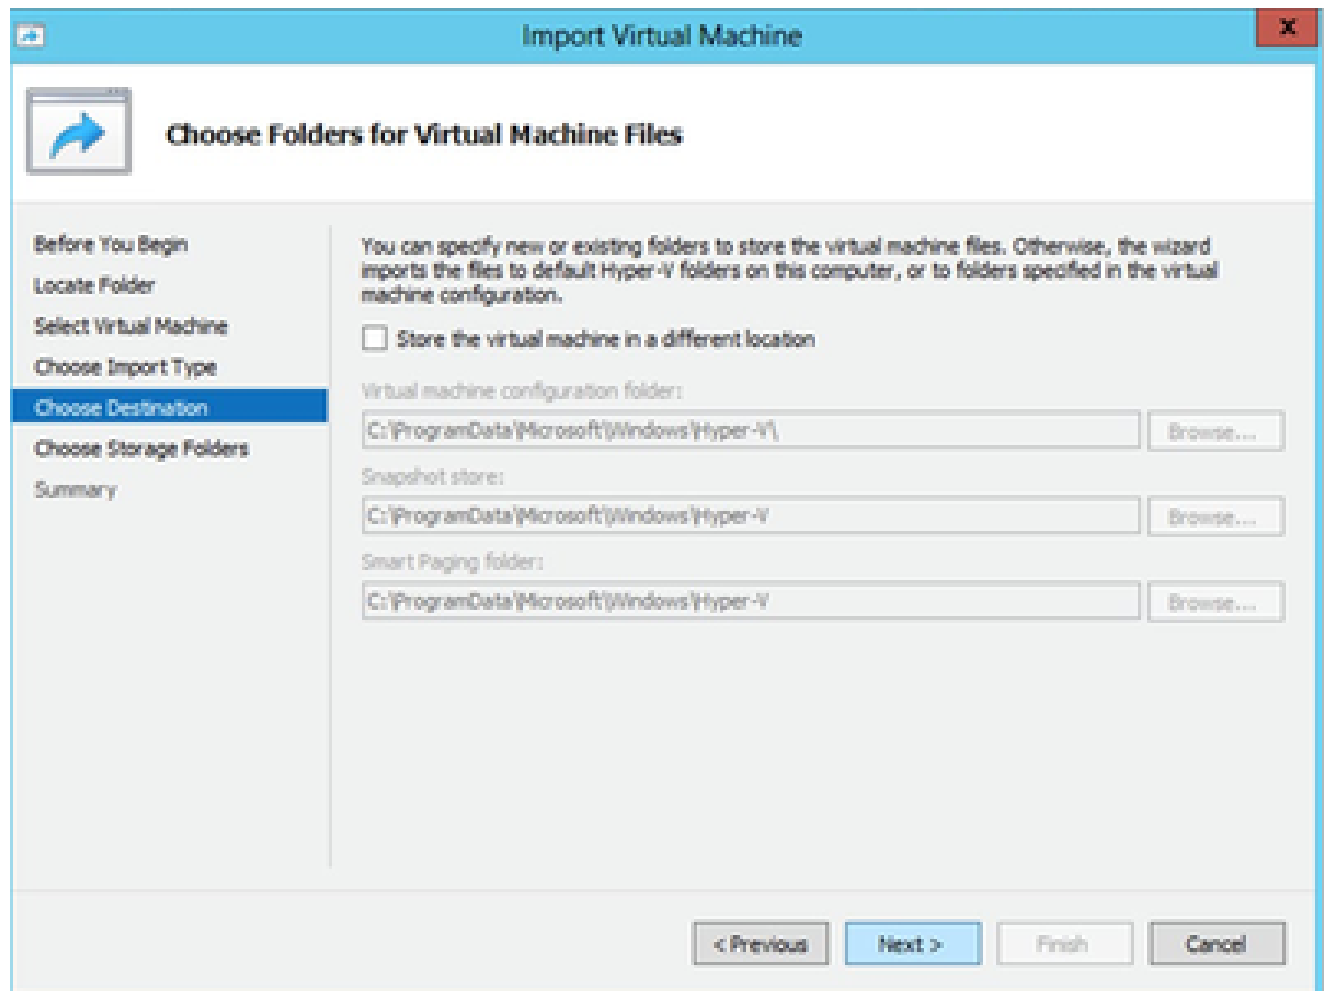 Import Virtual Machine
x
Choose Folders for Virtual Machine Files
Before You Begin
Locate Folder
Select Virtual Machine
Choose Import Type
Choose Destination
Choose Storage Folders
Summary
You can specify new or existing folders to store the virtual machine files. Otherwise, the wizard
imports the files to default Hyper-V folders on this computer, or to folders specified in the virtual
machine configuration.
Store the virtual machine in a different location
Virtual machine configuration folder:
C:\ProgramData\Microsoft\Windows\Hyper-V\
Browse...
Snapshot store:
C:\ProgramData\Microsoft\Windows\Hyper-V
Browse...
Smart Paging folder:
C:\ProgramData\Microsoft\Windows\Hyper-V
Browse...
< Previous
Next >
Finish
Cancel